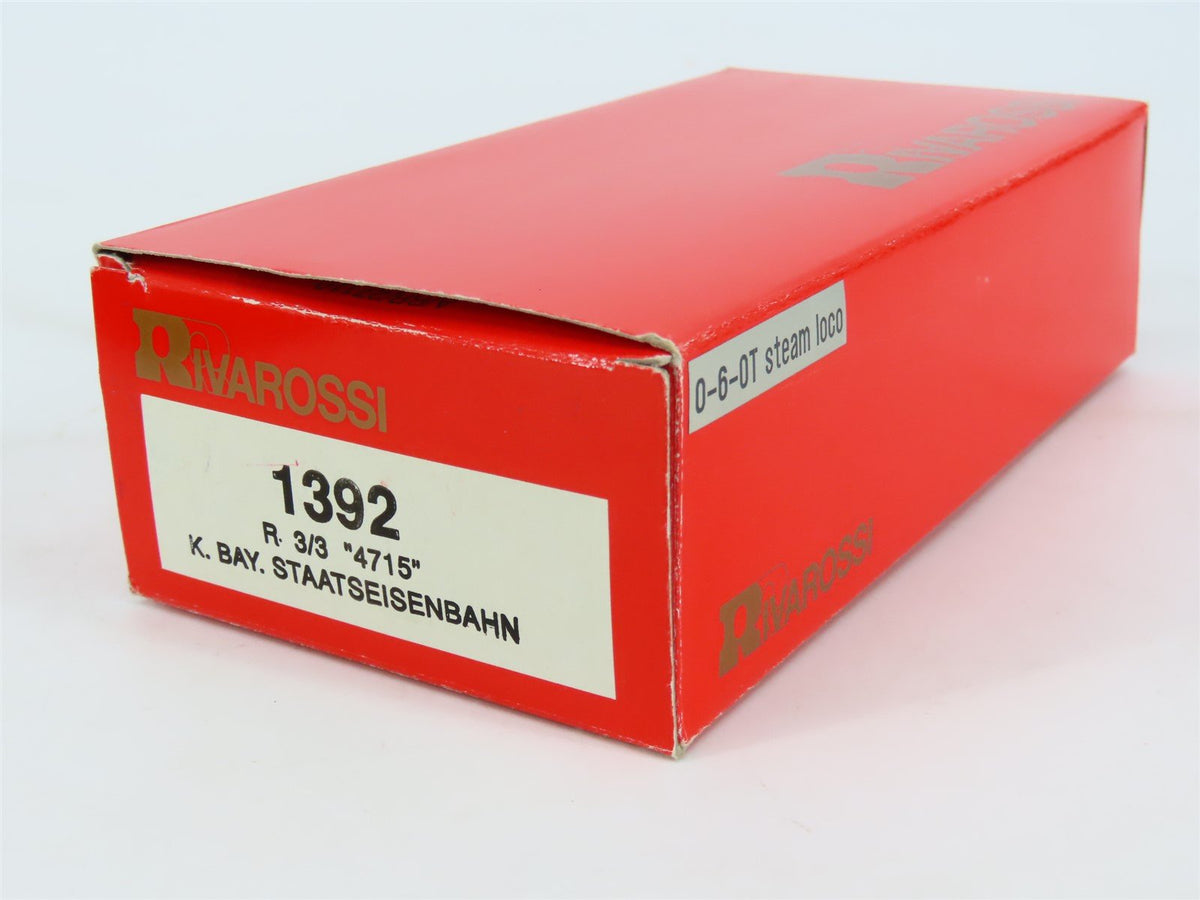 RIVAROSSI
RIVAROSSI
1392
R. 3/3 "4715"
K. BAY. STAATSEISENBAHN
0-6-0T steam loco
RIVAROSSI